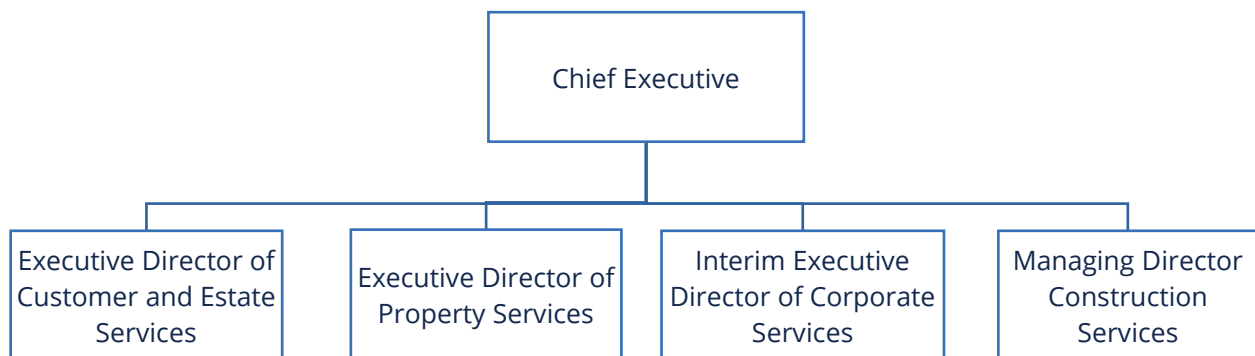 Chief Executive
Executive Director of
Customer and Estate
Services
Executive Director of
Property Services
Interim Executive
Director of Corporate
Services
Managing Director
Construction
Services